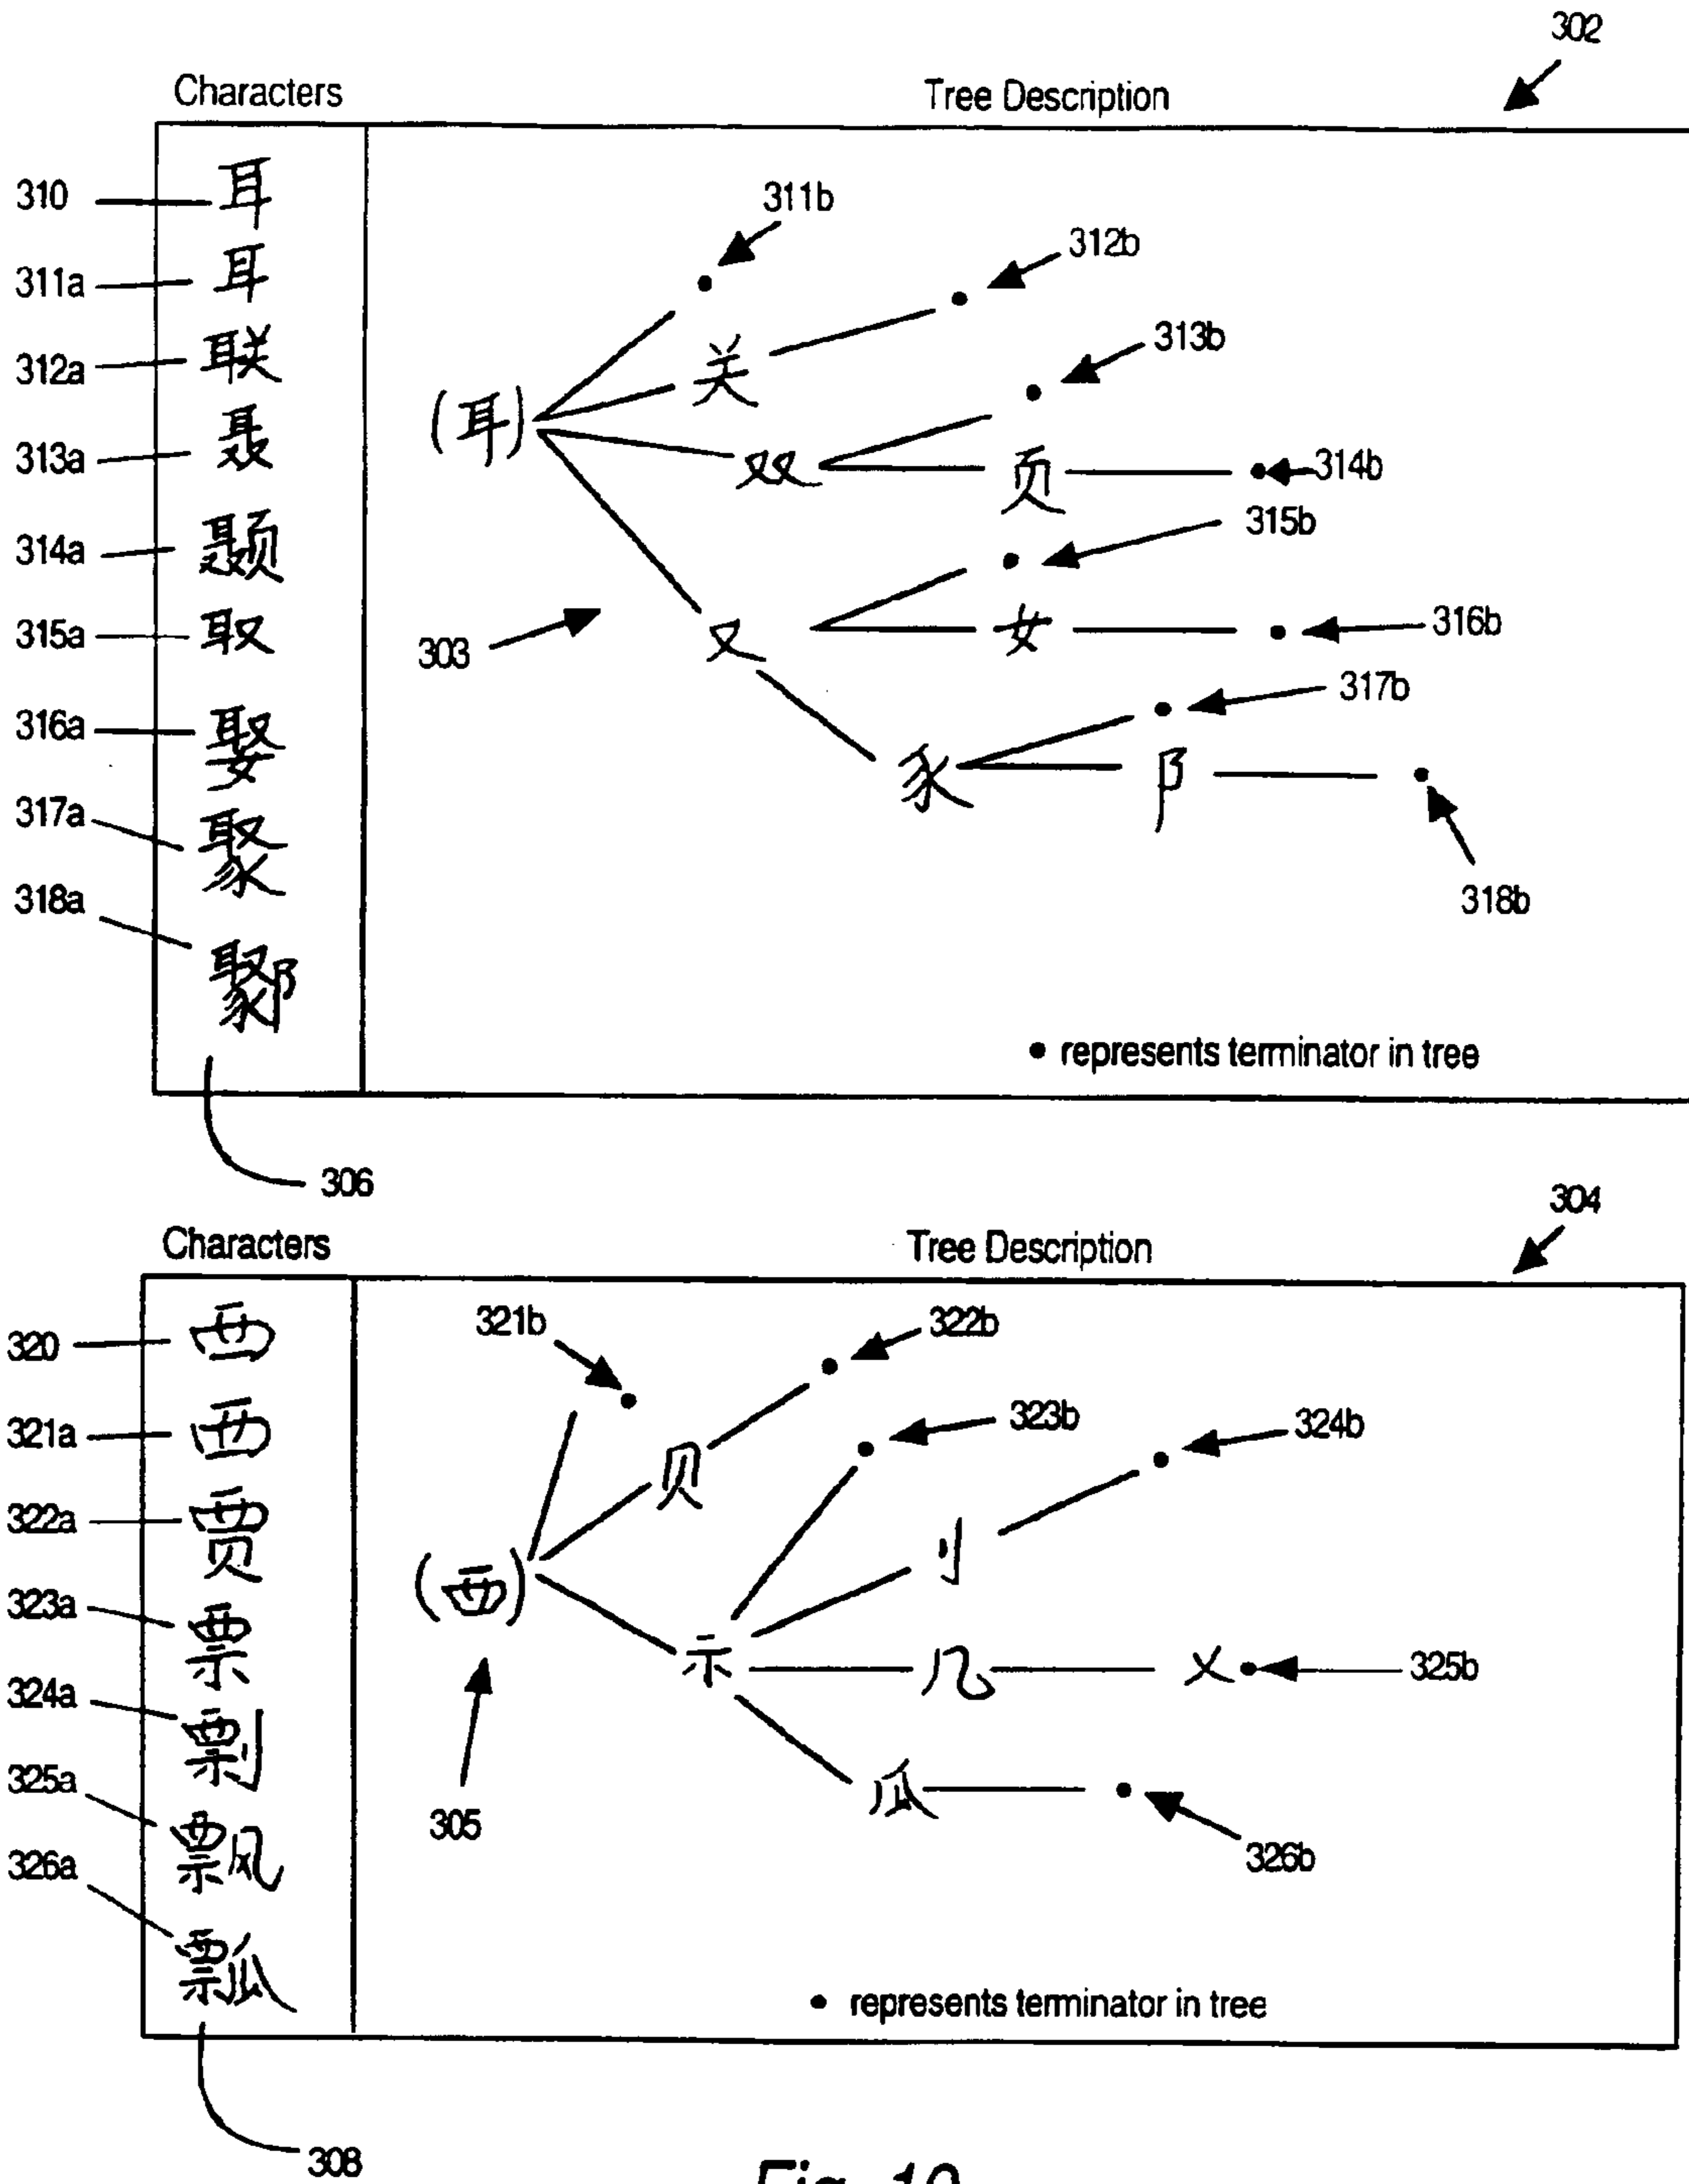 302
Characters Tree Description
310 耳
311a 耳
312a 联
313a 聂
314a 颞
315a 取
316a 娶
317a 聚
318a 鄹
311b
312b
关
313b
(耳)
双
页
314b
315b
303
又
女
316b
317b
豕
阝
318b
• represents terminator in tree
306
304
Characters Tree Description
320 西
321a 西
322a 贾
323a 票
324a 剽
325a 飘
326a 瓢
321b
322b
323b
324b
贝
刂
(西)
示
几
乂
325b
瓜
305
326b
• represents terminator in tree
308